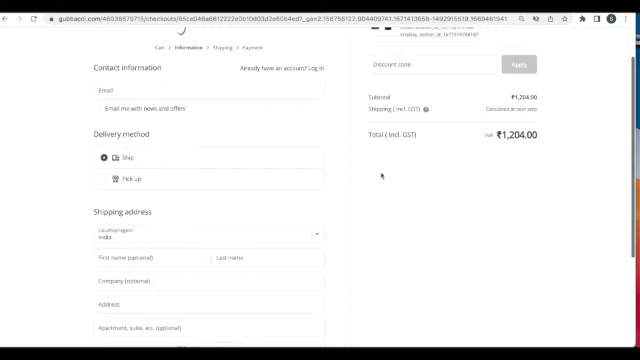 Cart > Information > Shipping > Payment
Contact information
Already have an account? Log in
Email
Email me with news and offers
Delivery method
Ship
Pick up
Shipping address
Country/region
India
First name (optional)
Last name
Company (optional)
Address
Apartment, suite, etc. (optional)
Discount code
Apply
Subtotal
₹1,204.00
Shipping ( Incl. GST)
Calculated at next step
Total ( Incl. GST)
INR ₹1,204.00